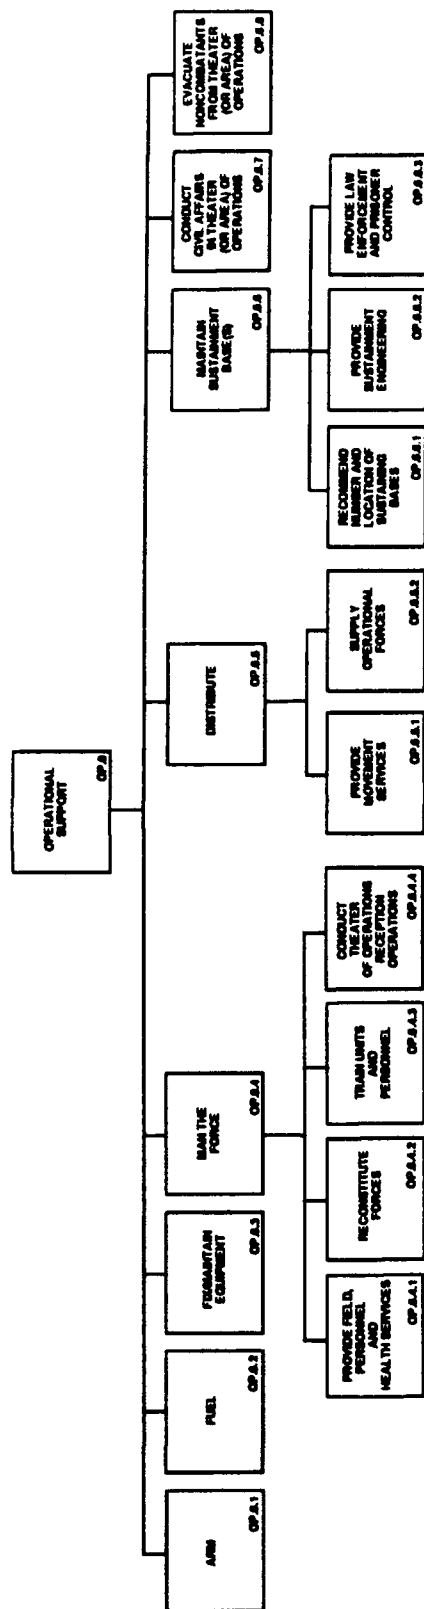 OPERATIONAL
SUPPORT
OP.6
ARM
OP.6.1
FUEL
OP.6.2
FIX/MAINTAIN
EQUIPMENT
OP.6.3
MAN THE
FORCE
OP.6.4
DISTRIBUTE
OP.6.5
MAINTAIN
SUSTAINMENT
BASE(S)
OP.6.6
CONDUCT
CIVIL AFFAIRS
IN THEATER
(OR AREA) OF
OPERATIONS
OP.6.7
EVACUATE
NONCOMBATANTS
FROM THEATER
(OR AREA) OF
OPERATIONS
OP.6.8
PROVIDE FIELD,
PERSONNEL
AND
HEALTH SERVICES
OP.6.4.1
RECONSTITUTE
FORCES
OP.6.4.2
TRAIN UNITS
AND
PERSONNEL
OP.6.4.3
CONDUCT
THEATER
OF OPERATIONS
RECEPTION
OPERATIONS
OP.6.4.4
PROVIDE
MOVEMENT
SERVICES
OP.6.5.1
SUPPLY
OPERATIONAL
FORCES
OP.6.5.2
RECOMMEND
NUMBER AND
LOCATION OF
SUSTAINING
BASES
OP.6.6.1
PROVIDE
SUSTAINMENT
ENGINEERING
OP.6.6.2
PROVIDE LAW
ENFORCEMENT
AND PRISONER
CONTROL
OP.6.6.3